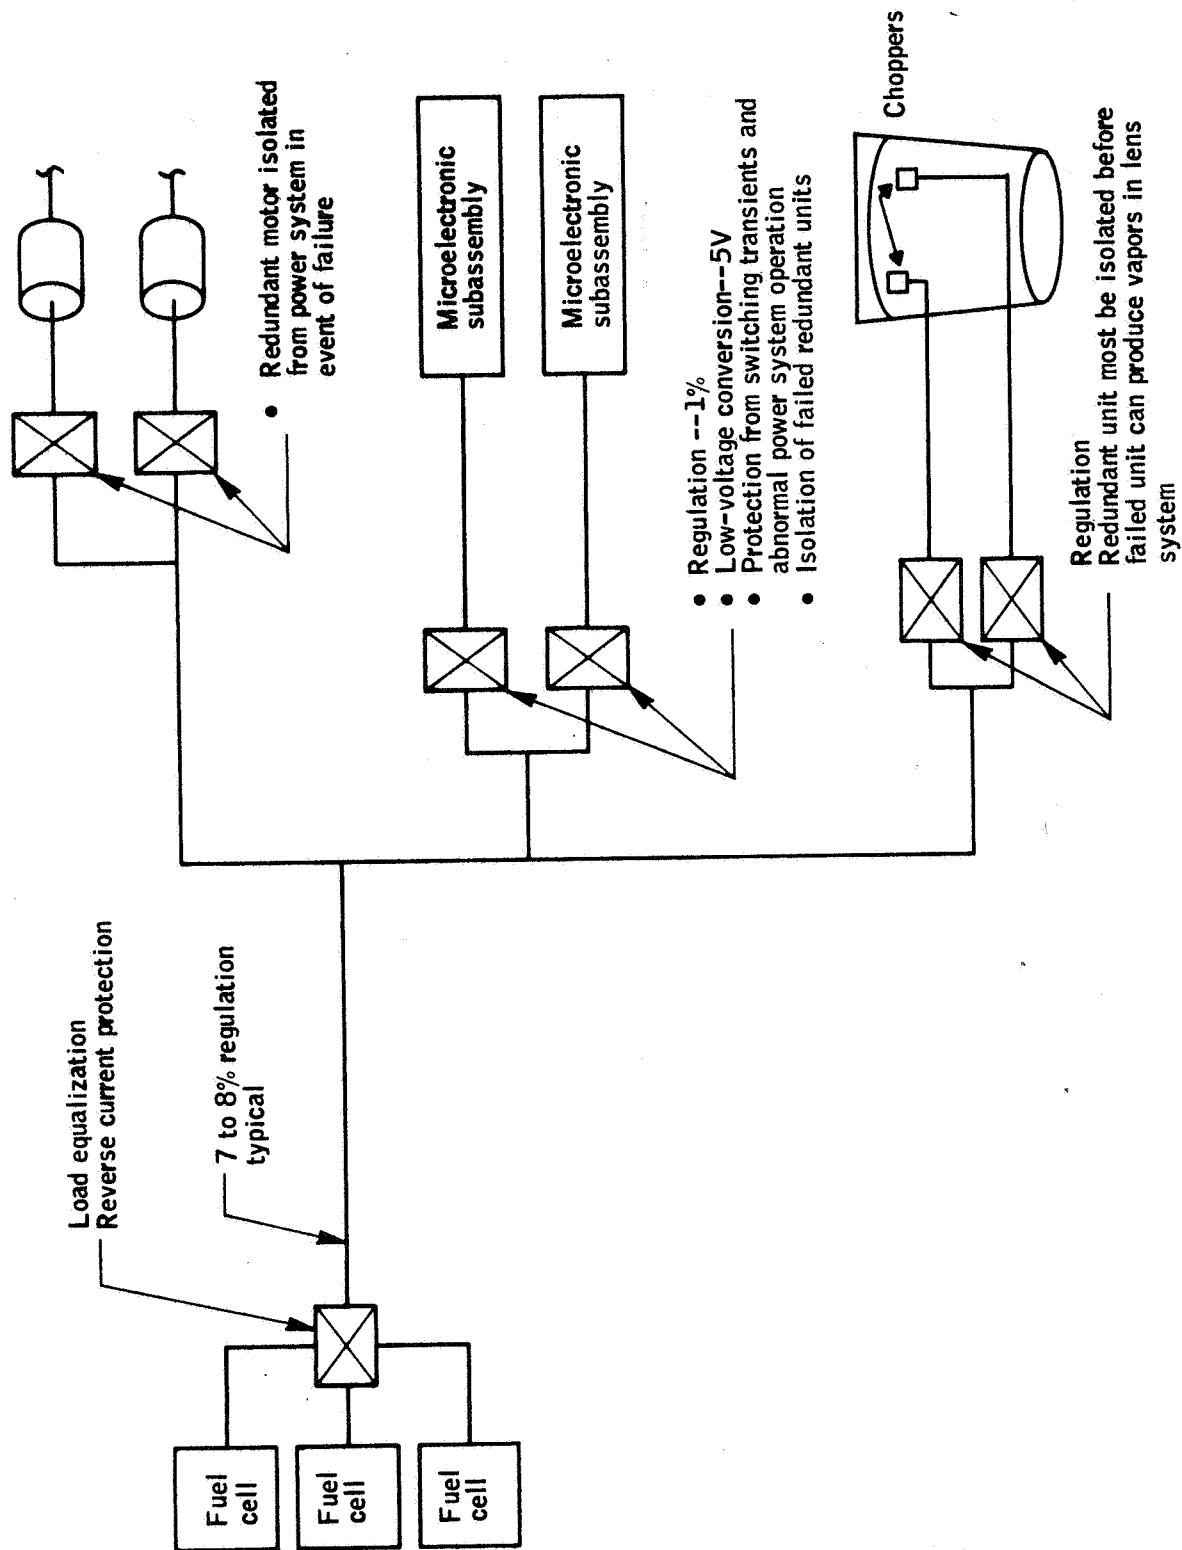 Fuel
cell
Fuel
cell
Fuel
cell
Load equalization
Reverse current protection
7 to 8% regulation
typical
• Redundant motor isolated
from power system in
event of failure
Microelectronic
subassembly
Microelectronic
subassembly
• Regulation --1%
• Low-voltage conversion--5V
• Protection from switching transients and
abnormal power system operation
• Isolation of failed redundant units
Choppers
Regulation
Redundant unit most be isolated before
failed unit can produce vapors in lens
system